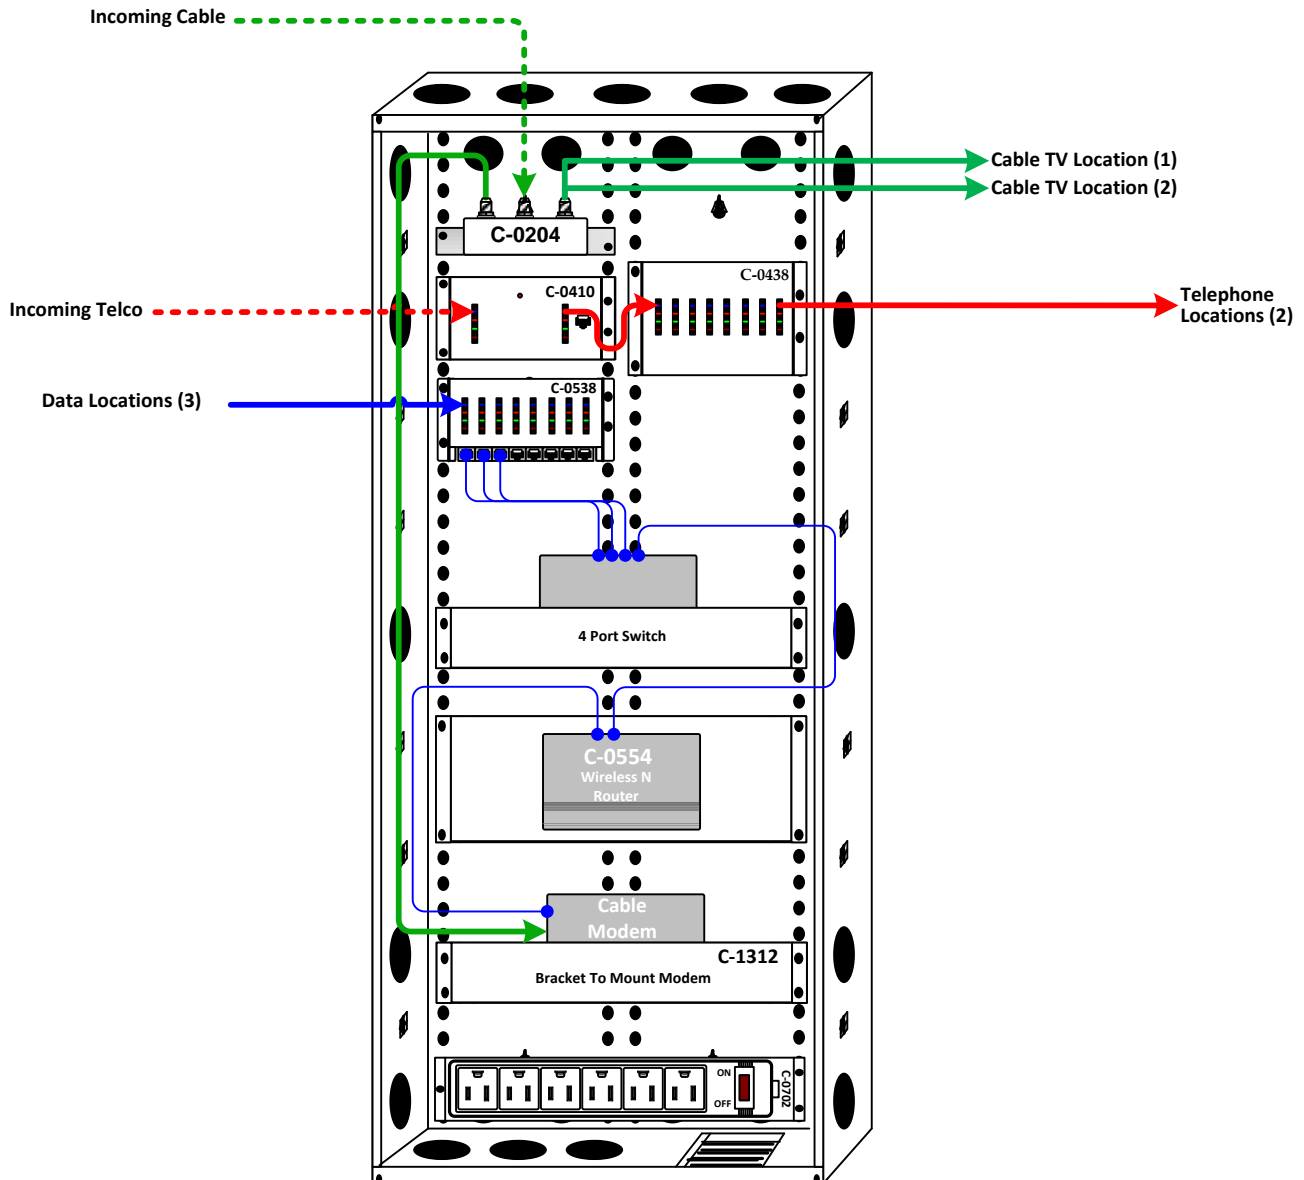 Incoming Cable
Cable TV Location (1)
Cable TV Location (2)
C-0204
C-0438
C-0410
Incoming Telco
Telephone
Locations (2)
C-0538
Data Locations (3)
4 Port Switch
C-0554
Wireless N
Router
Cable
Modem
C-1312
Bracket To Mount Modem
ON
OFF
C-0702